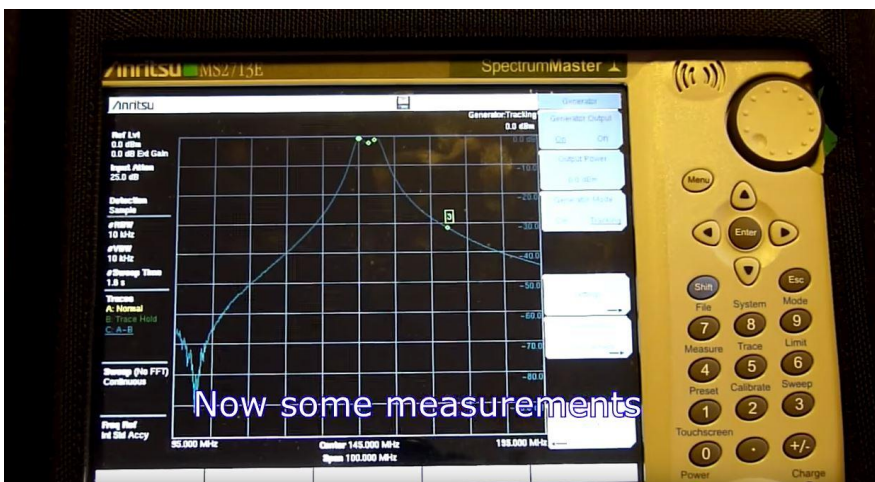 Anritsu MS2713E SpectrumMaster
Anritsu
Generator:Tracking
0.0 dBm
Ref Lvl
0.0 dBm
0.0 dB Ext Gain
Input Atten
25.0 dB
Detection
Sample
#RBW
10 kHz
#VBW
10 kHz
#Sweep Time
1.8 s
Traces
A: Normal
B: Trace Hold
C: A-B
Sweep (No FFT)
Continuous
Freq Ref
Int Std Accy
-10.0
-20.0
-30.0
-40.0
-50.0
-60.0
-70.0
-80.0
3
95.000 MHz
Center 145.000 MHz
195.000 MHz
Span 100.000 MHz
Generator
Generator Output
On Off
Output Power
0.0 dBm
Generator Mode
Tracking
Menu
Enter
Shift
Esc
File System Mode
7 8 9
Measure Trace Limit
4 5 6
Preset Calibrate Sweep
1 2 3
Touchscreen
0 . +/-
Power Charge
Now some measurements